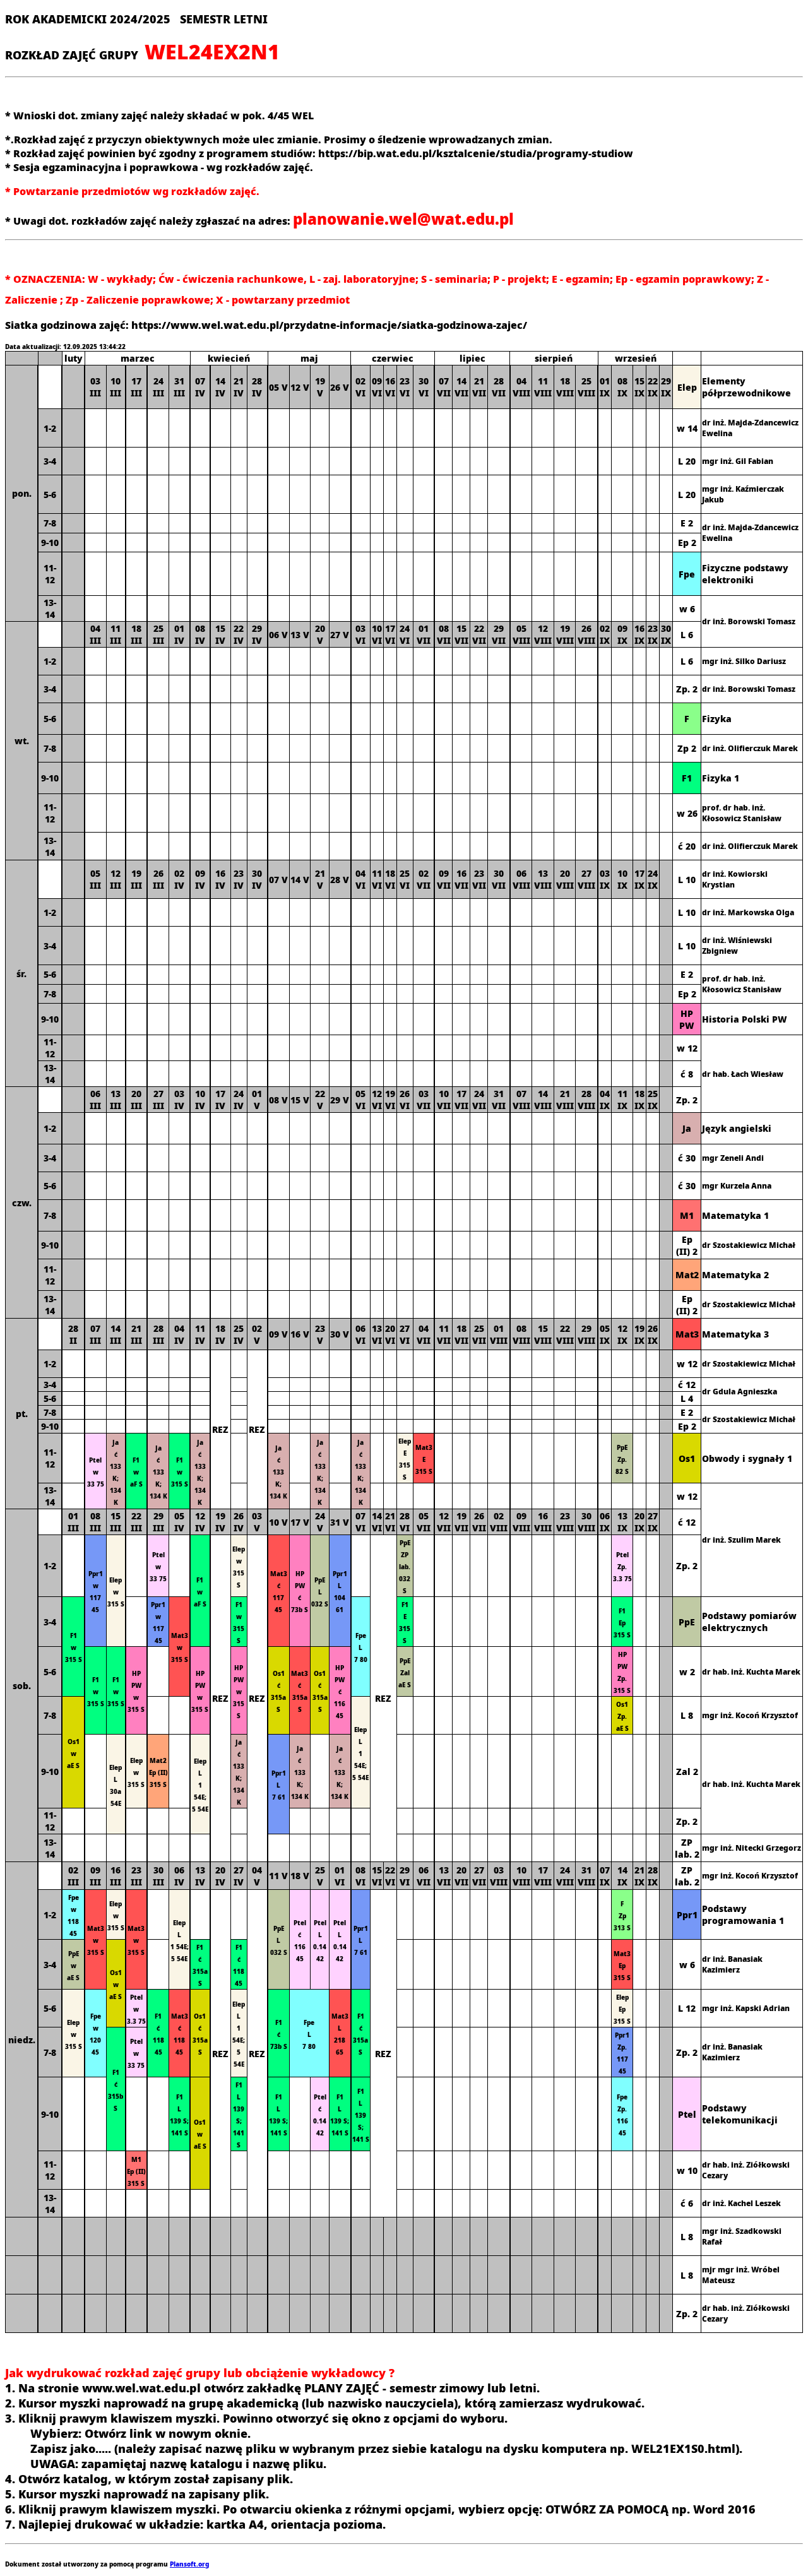 ROK AKADEMICKI 2024/2025 SEMESTR LETNI
ROZKŁAD ZAJĘĆ GRUPY WEL24EX2N1
* Wnioski dot. zmiany zajęć należy składać w pok. 4/45 WEL
*.Rozkład zajęć z przyczyn obiektywnych może ulec zmianie. Prosimy o śledzenie wprowadzanych zmian.
* Rozkład zajęć powinien być zgodny z programem studiów: https://bip.wat.edu.pl/ksztalcenie/studia/programy-studiow
* Sesja egzaminacyjna i poprawkowa - wg rozkładów zajęć.
* Powtarzanie przedmiotów wg rozkładów zajęć.
* Uwagi dot. rozkładów zajęć należy zgłaszać na adres: planowanie.wel@wat.edu.pl
* OZNACZENIA: W - wykłady; Ćw - ćwiczenia rachunkowe, L - zaj. laboratoryjne; S - seminaria; P - projekt; E - egzamin; Ep - egzamin poprawkowy; Z -
Zaliczenie ; Zp - Zaliczenie poprawkowe; X - powtarzany przedmiot
Siatka godzinowa zajęć: https://www.wel.wat.edu.pl/przydatne-informacje/siatka-godzinowa-zajec/
Data aktualizacji: 12.09.2025 13:44:22
luty marzec kwiecień maj czerwiec lipiec sierpień wrzesień
pon. 03 III 10 III 17 III 24 III 31 III 07 IV 14 IV 21 IV 28 IV 05 V 12 V 19 V 26 V 02 VI 09 VI 16 VI 23 VI 30 VI 07 VII 14 VII 21 VII 28 VII 04 VIII 11 VIII 18 VIII 25 VIII 01 IX 08 IX 15 IX 22 IX 29 IX Elep Elementy półprzewodnikowe
1-2 w 14 dr inż. Majda-Zdancewicz Ewelina
3-4 L 20 mgr inż. Gil Fabian
5-6 L 20 mgr inż. Kaźmierczak Jakub
7-8 E 2 dr inż. Majda-Zdancewicz Ewelina
9-10 Ep 2
11-12 Fpe Fizyczne podstawy elektroniki
13-14 w 6 dr inż. Borowski Tomasz
wt. 04 III 11 III 18 III 25 III 01 IV 08 IV 15 IV 22 IV 29 IV 06 V 13 V 20 V 27 V 03 VI 10 VI 17 VI 24 VI 01 VII 08 VII 15 VII 22 VII 29 VII 05 VIII 12 VIII 19 VIII 26 VIII 02 IX 09 IX 16 IX 23 IX 30 IX L 6
1-2 L 6 mgr inż. Silko Dariusz
3-4 Zp. 2 dr inż. Borowski Tomasz
5-6 F Fizyka
7-8 Zp 2 dr inż. Olifierczuk Marek
9-10 F1 Fizyka 1
11-12 w 26 prof. dr hab. inż. Kłosowicz Stanisław
13-14 ć 20 dr inż. Olifierczuk Marek
śr. 05 III 12 III 19 III 26 III 02 IV 09 IV 16 IV 23 IV 30 IV 07 V 14 V 21 V 28 V 04 VI 11 VI 18 VI 25 VI 02 VII 09 VII 16 VII 23 VII 30 VII 06 VIII 13 VIII 20 VIII 27 VIII 03 IX 10 IX 17 IX 24 IX L 10 dr inż. Kowiorski Krystian
1-2 L 10 dr inż. Markowska Olga
3-4 L 10 dr inż. Wiśniewski Zbigniew
5-6 E 2 prof. dr hab. inż. Kłosowicz Stanisław
7-8 Ep 2
9-10 HP PW Historia Polski PW
11-12 w 12 dr hab. Łach Wiesław
13-14 ć 8
czw. 06 III 13 III 20 III 27 III 03 IV 10 IV 17 IV 24 IV 01 V 08 V 15 V 22 V 29 V 05 VI 12 VI 19 VI 26 VI 03 VII 10 VII 17 VII 24 VII 31 VII 07 VIII 14 VIII 21 VIII 28 VIII 04 IX 11 IX 18 IX 25 IX Zp. 2
1-2 Ja Język angielski
3-4 ć 30 mgr Zeneli Andi
5-6 ć 30 mgr Kurzela Anna
7-8 M1 Matematyka 1
9-10 Ep (II) 2 dr Szostakiewicz Michał
11-12 Mat2 Matematyka 2
13-14 Ep (II) 2 dr Szostakiewicz Michał
pt. 28 II 07 III 14 III 21 III 28 III 04 IV 11 IV 18 IV 25 IV 02 V 09 V 16 V 23 V 30 V 06 VI 13 VI 20 VI 27 VI 04 VII 11 VII 18 VII 25 VII 01 VIII 08 VIII 15 VIII 22 VIII 29 VIII 05 IX 12 IX 19 IX 26 IX Mat3 Matematyka 3
1-2 REZ REZ w 12 dr Szostakiewicz Michał
3-4 ć 12 dr Gdula Agnieszka
5-6 L 4
7-8 E 2 dr Szostakiewicz Michał
9-10 Ep 2
11-12 Ptel w 33 75 Ja ć 133 K; 134 K F1 w aF S Ja ć 133 K; 134 K F1 w 315 S Ja ć 133 K; 134 K Ja ć 133 K; 134 K Ja ć 133 K; 134 K Ja ć 133 K; 134 K Elep E 315 S Mat3 E 315 S PpE Zp. 82 S Os1 Obwody i sygnały 1
13-14 w 12 dr inż. Szulim Marek
sob. 01 III 08 III 15 III 22 III 29 III 05 IV 12 IV 19 IV 26 IV 03 V 10 V 17 V 24 V 31 V 07 VI 14 VI 21 VI 28 VI 05 VII 12 VII 19 VII 26 VII 02 VIII 09 VIII 16 VIII 23 VIII 30 VIII 06 IX 13 IX 20 IX 27 IX ć 12
1-2 Ppr1 w 117 45 Elep w 315 S Ptel w 33 75 F1 w aF S REZ Elep w 315 S REZ Mat3 ć 117 45 HP PW ć 73b S PpE L 032 S Ppr1 L 104 61 REZ PpE ZP lab. 032 S Ptel Zp. 3.3 75 Zp. 2
3-4 F1 w 315 S Ppr1 w 117 45 Mat3 w 315 S F1 w 315 S Fpe L 7 80 F1 E 315 S F1 Ep 315 S PpE Podstawy pomiarów elektrycznych
5-6 F1 w 315 S F1 w 315 S HP PW w 315 S HP PW w 315 S HP PW w 315 S Os1 ć 315a S Mat3 ć 315a S Os1 ć 315a S HP PW ć 116 45 PpE Zal aE S HP PW Zp. 315 S w 2 dr hab. inż. Kuchta Marek
7-8 Os1 w aE S Elep L 1 54E; 5 54E Os1 Zp. aE S L 8 mgr inż. Kocoń Krzysztof
9-10 Elep L 30a 54E Elep w 315 S Mat2 Ep (II) 315 S Elep L 1 54E; 5 54E Ja ć 133 K; 134 K Ppr1 L 7 61 Ja ć 133 K; 134 K Ja ć 133 K; 134 K Zal 2 dr hab. inż. Kuchta Marek
11-12 Zp. 2
13-14 ZP lab. 2 mgr inż. Nitecki Grzegorz
niedz. 02 III 09 III 16 III 23 III 30 III 06 IV 13 IV 20 IV 27 IV 04 V 11 V 18 V 25 V 01 VI 08 VI 15 VI 22 VI 29 VI 06 VII 13 VII 20 VII 27 VII 03 VIII 10 VIII 17 VIII 24 VIII 31 VIII 07 IX 14 IX 21 IX 28 IX ZP lab. 2 mgr inż. Kocoń Krzysztof
1-2 Fpe w 118 45 Mat3 w 315 S Elep w 315 S Mat3 w 315 S Elep L 1 54E; 5 54E REZ REZ PpE L 032 S Ptel ć 116 45 Ptel L 0.14 42 Ptel L 0.14 42 Ppr1 L 7 61 REZ F Zp 313 S Ppr1 Podstawy programowania 1
3-4 PpE w aE S Os1 w aE S F1 ć 315a S F1 ć 118 45 Mat3 Ep 315 S w 6 dr inż. Banasiak Kazimierz
5-6 Elep w 315 S Fpe w 120 45 Ptel w 3.3 75 F1 ć 118 45 Mat3 ć 118 45 Os1 ć 315a S Elep L 1 54E; 5 54E F1 ć 73b S Fpe L 7 80 Mat3 L 218 65 F1 ć 315a S Elep Ep 315 S L 12 mgr inż. Kapski Adrian
7-8 F1 ć 315b S Ptel w 33 75 Ppr1 Zp. 117 45 Zp. 2 dr inż. Banasiak Kazimierz
9-10 F1 L 139 S; 141 S Os1 w aE S F1 L 139 S; 141 S F1 L 139 S; 141 S Ptel ć 0.14 42 F1 L 139 S; 141 S F1 L 139 S; 141 S Fpe Zp. 116 45 Ptel Podstawy telekomunikacji
11-12 M1 Ep (II) 315 S w 10 dr hab. inż. Ziółkowski Cezary
13-14 ć 6 dr inż. Kachel Leszek
L 8 mgr inż. Szadkowski Rafał
L 8 mjr mgr inż. Wróbel Mateusz
Zp. 2 dr hab. inż. Ziółkowski Cezary
Jak wydrukować rozkład zajęć grupy lub obciążenie wykładowcy ?
1. Na stronie www.wel.wat.edu.pl otwórz zakładkę PLANY ZAJĘĆ - semestr zimowy lub letni.
2. Kursor myszki naprowadź na grupę akademicką (lub nazwisko nauczyciela), którą zamierzasz wydrukować.
3. Kliknij prawym klawiszem myszki. Powinno otworzyć się okno z opcjami do wyboru.
Wybierz: Otwórz link w nowym oknie.
Zapisz jako..... (należy zapisać nazwę pliku w wybranym przez siebie katalogu na dysku komputera np. WEL21EX1S0.html).
UWAGA: zapamiętaj nazwę katalogu i nazwę pliku.
4. Otwórz katalog, w którym został zapisany plik.
5. Kursor myszki naprowadź na zapisany plik.
6. Kliknij prawym klawiszem myszki. Po otwarciu okienka z różnymi opcjami, wybierz opcję: OTWÓRZ ZA POMOCĄ np. Word 2016
7. Najlepiej drukować w układzie: kartka A4, orientacja pozioma.
Dokument został utworzony za pomocą programu Plansoft.org